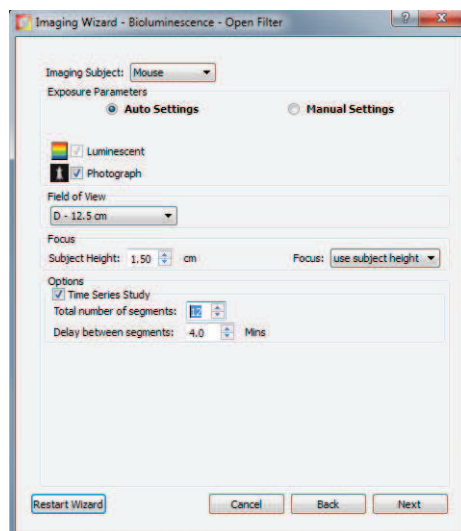 Imaging Wizard - Bioluminescence - Open Filter
Imaging Subject: Mouse
Exposure Parameters
Auto Settings Manual Settings
Luminescent
Photograph
Field of View
D - 12.5 cm
Focus
Subject Height: 1.50 cm Focus: use subject height
Options
Time Series Study
Total number of segments: 12
Delay between segments: 4.0 Mins
Restart Wizard Cancel Back Next